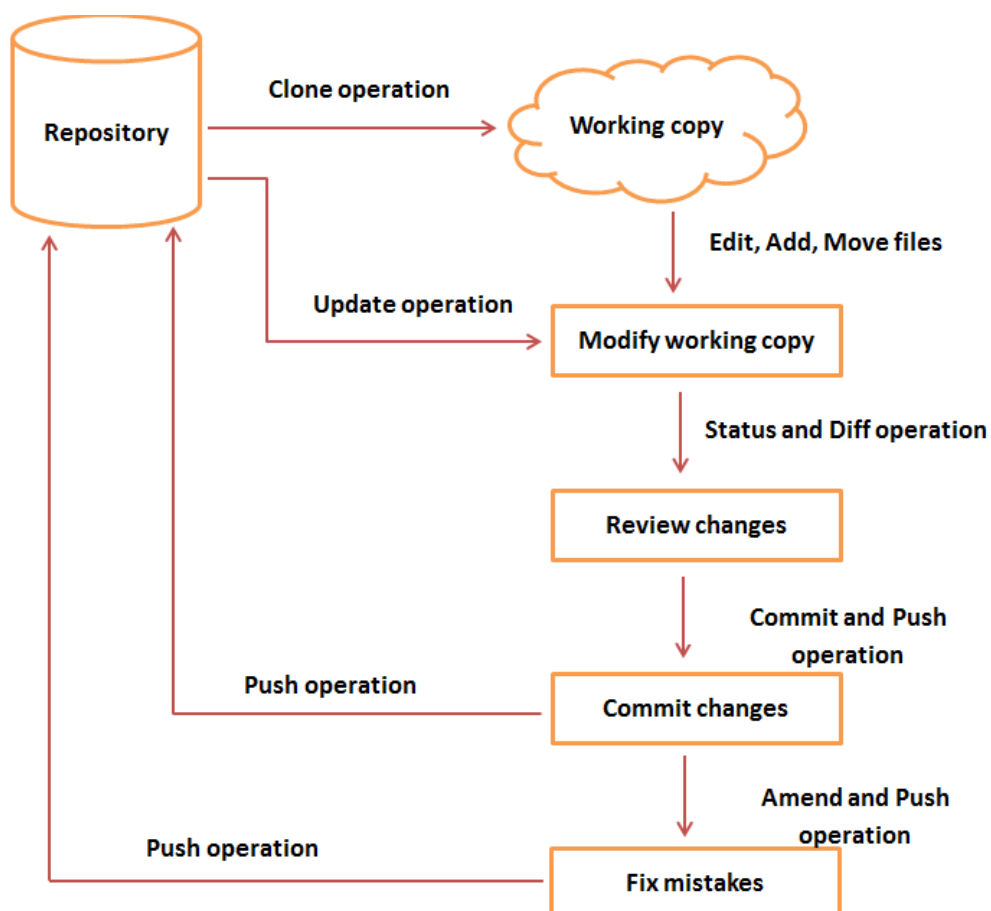 Clone operation
Repository
Working copy
Edit, Add, Move files
Update operation
Modify working copy
Status and Diff operation
Review changes
Commit and Push
operation
Push operation
Commit changes
Amend and Push
operation
Push operation
Fix mistakes